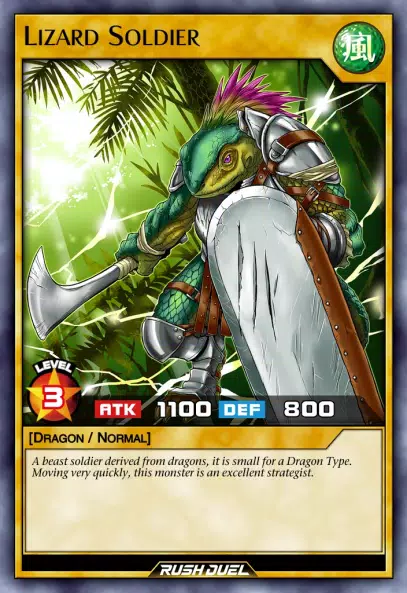 LIZARD SOLDIER
風
LEVEL
3
ATK 1100 DEF 800
[DRAGON / NORMAL]
A beast soldier derived from dragons, it is small for a Dragon Type.
Moving very quickly, this monster is an excellent strategist.
RUSH DUEL